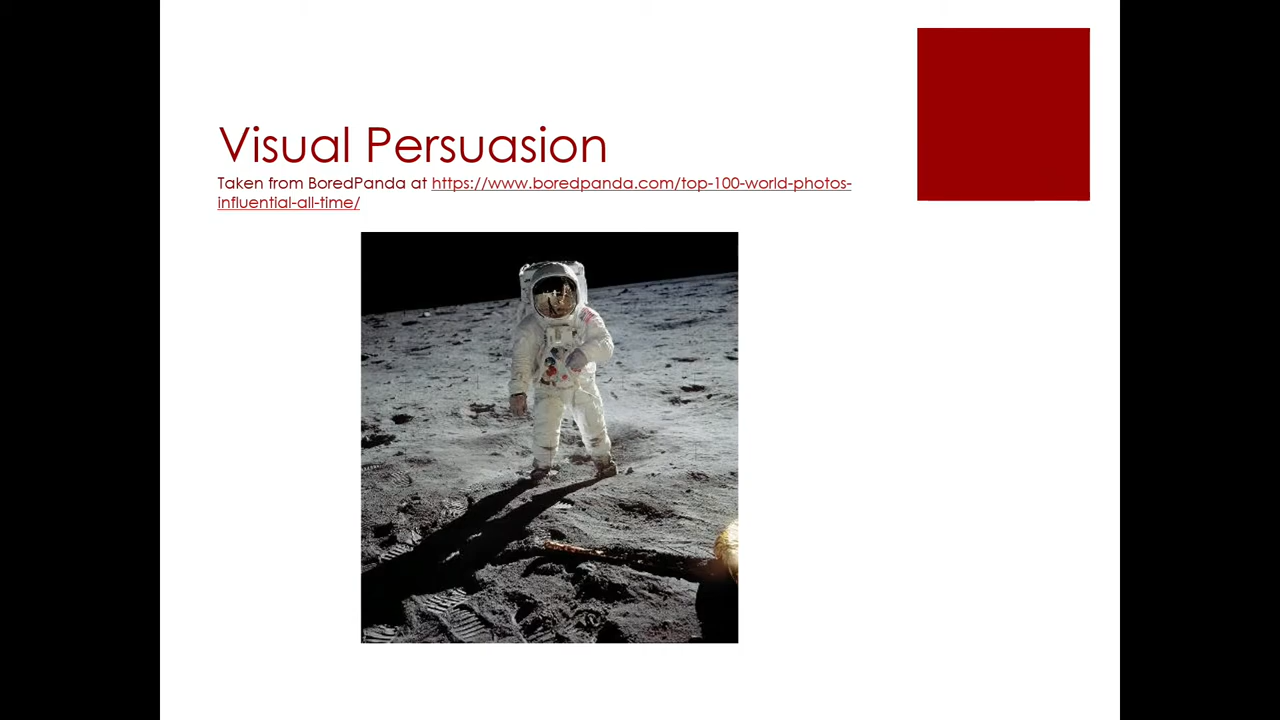 Visual Persuasion
Taken from BoredPanda at https://www.boredpanda.com/top-100-world-photos-
influential-all-time/